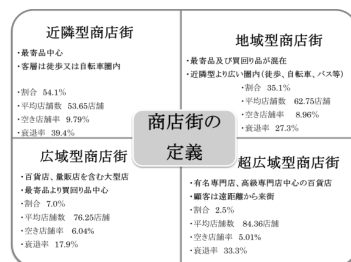 近隣型商店街
・最寄品中心
・客層は徒歩又は自転車圏内
・割合 54.1%
・平均店舗数 53.65店舗
・空き店舗率 9.79%
・衰退率 39.4%
地域型商店街
・最寄品及び買回り品が混在
・近隣型より広い圏内(徒歩、自転車、バス等)
・割合 35.1%
・平均店舗数 62.75店舗
・空き店舗率 8.96%
・衰退率 27.3%
商店街の
定義
広域型商店街
・百貨店、量販店を含む大型店
・最寄品より買回り品中心
・割合 7.0%
・平均店舗数 76.25店舗
・空き店舗率 6.04%
・衰退率 17.9%
超広域型商店街
・有名専門店、高級専門店中心の百貨店
・顧客は遠距離から来街
・割合 2.5%
・平均店舗数 84.36店舗
・空き店舗率 5.01%
・衰退率 33.3%